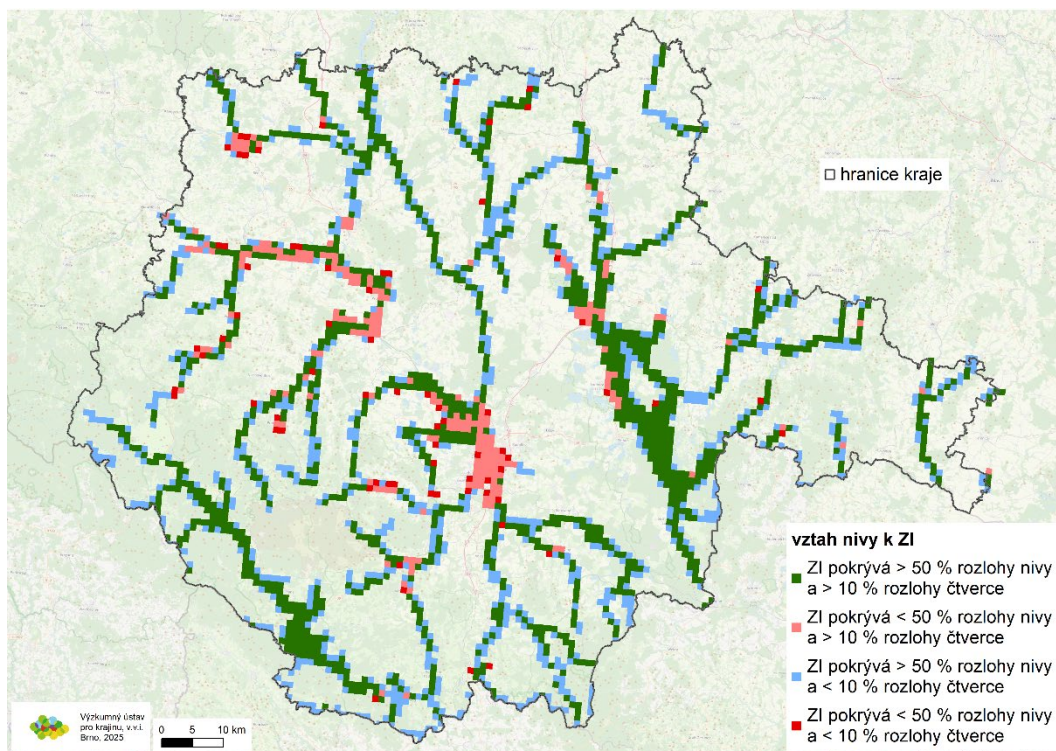 hranice kraje
vztah nivy k ZI
ZI pokrývá > 50 % rozlohy nivy
a > 10 % rozlohy čtverce
ZI pokrývá < 50 % rozlohy nivy
a > 10 % rozlohy čtverce
ZI pokrývá > 50 % rozlohy nivy
a < 10 % rozlohy čtverce
ZI pokrývá < 50 % rozlohy nivy
a < 10 % rozlohy čtverce
Výzkumný ústav
pro krajinu, v.v.i.
Brno, 2025
0 5 10 km